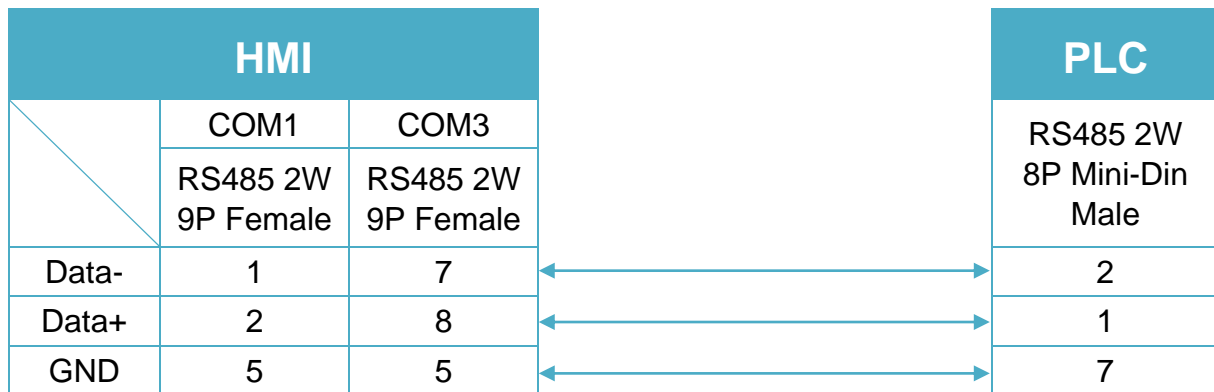 HMI
PLC
COM1 COM3
RS485 2W
9P Female
RS485 2W
9P Female
RS485 2W
8P Mini-Din
Male
Data- 1 7 2
Data+ 2 8 1
GND 5 5 7